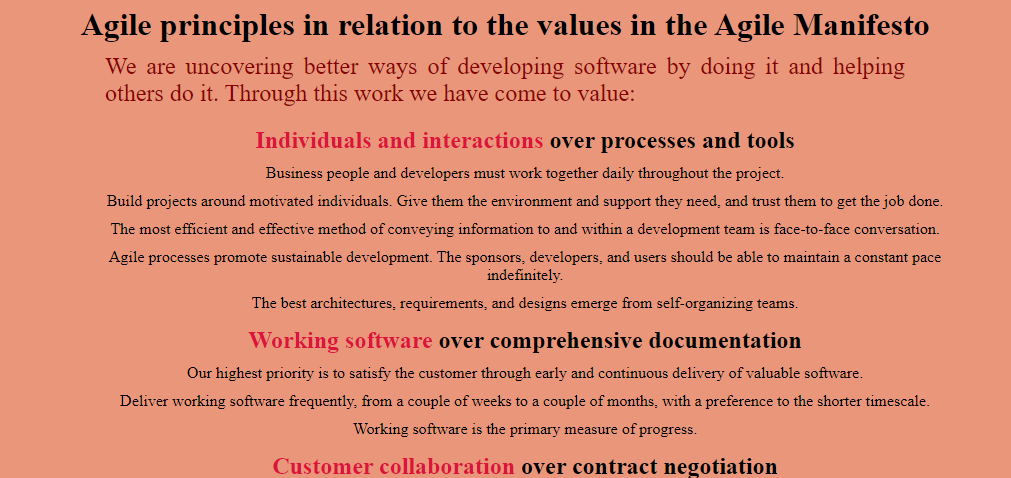 Agile principles in relation to the values in the Agile Manifesto
We are uncovering better ways of developing software by doing it and helping
others do it. Through this work we have come to value:
Individuals and interactions over processes and tools
Business people and developers must work together daily throughout the project.
Build projects around motivated individuals. Give them the environment and support they need, and trust them to get the job done.
The most efficient and effective method of conveying information to and within a development team is face-to-face conversation.
Agile processes promote sustainable development. The sponsors, developers, and users should be able to maintain a constant pace
indefinitely.
The best architectures, requirements, and designs emerge from self-organizing teams.
Working software over comprehensive documentation
Our highest priority is to satisfy the customer through early and continuous delivery of valuable software.
Deliver working software frequently, from a couple of weeks to a couple of months, with a preference to the shorter timescale.
Working software is the primary measure of progress.
Customer collaboration over contract negotiation